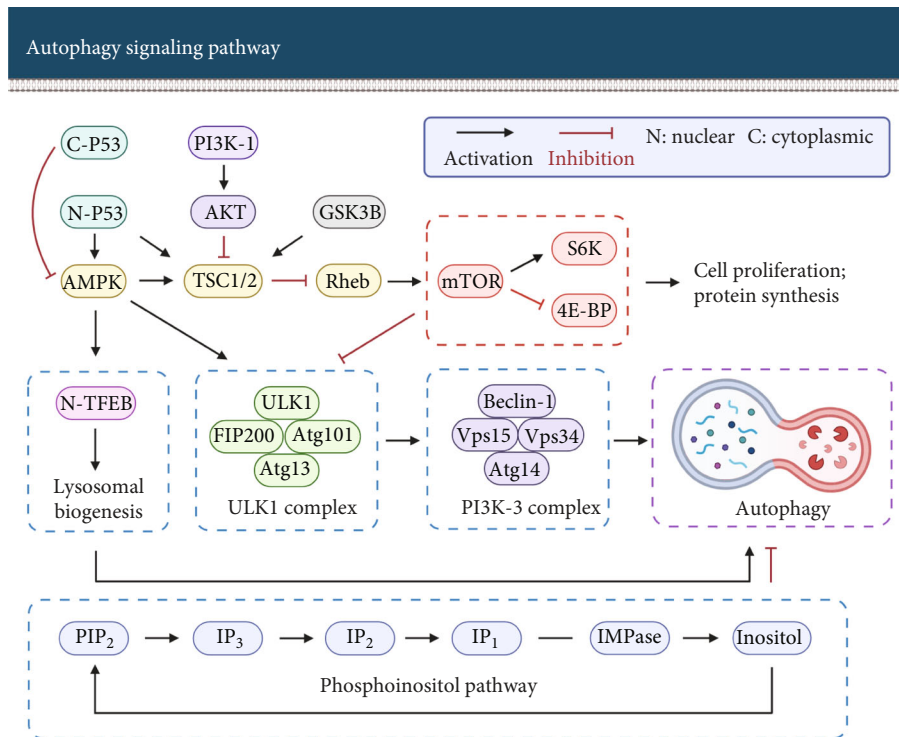 Autophagy signaling pathway
C-P53
PI3K-1
Activation
Inhibition
N: nuclear
C: cytoplasmic
N-P53
AKT
GSK3B
AMPK
TSC1/2
Rheb
mTOR
S6K
4E-BP
Cell proliferation;
protein synthesis
N-TFEB
Lysosomal
biogenesis
ULK1
FIP200
Atg101
Atg13
ULK1 complex
Beclin-1
Vps15
Vps34
Atg14
PI3K-3 complex
Autophagy
PIP₂
IP₃
IP₂
IP₁
IMPase
Inositol
Phosphoinositol pathway